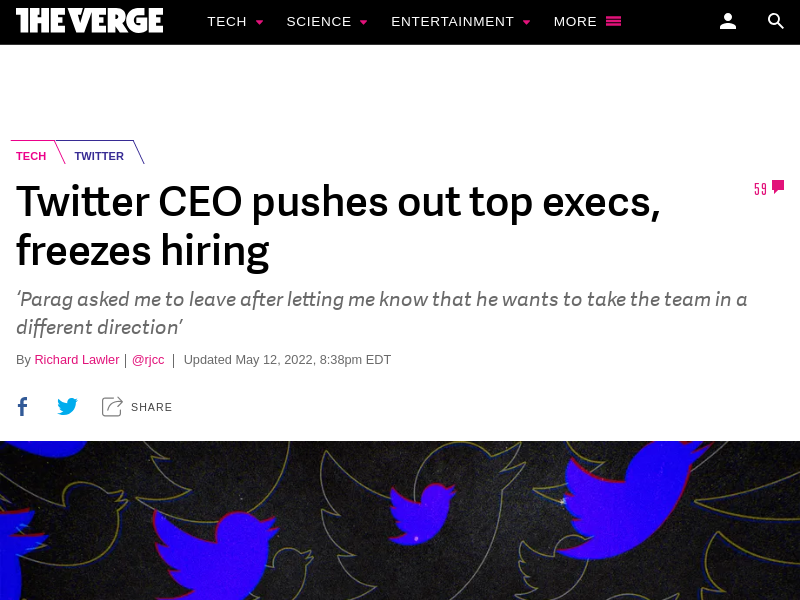 THE VERGE
TECH SCIENCE ENTERTAINMENT MORE
TECH TWITTER
Twitter CEO pushes out top execs,
freezes hiring
59
‘Parag asked me to leave after letting me know that he wants to take the team in a
different direction’
By Richard Lawler | @rjcc | Updated May 12, 2022, 8:38pm EDT
SHARE